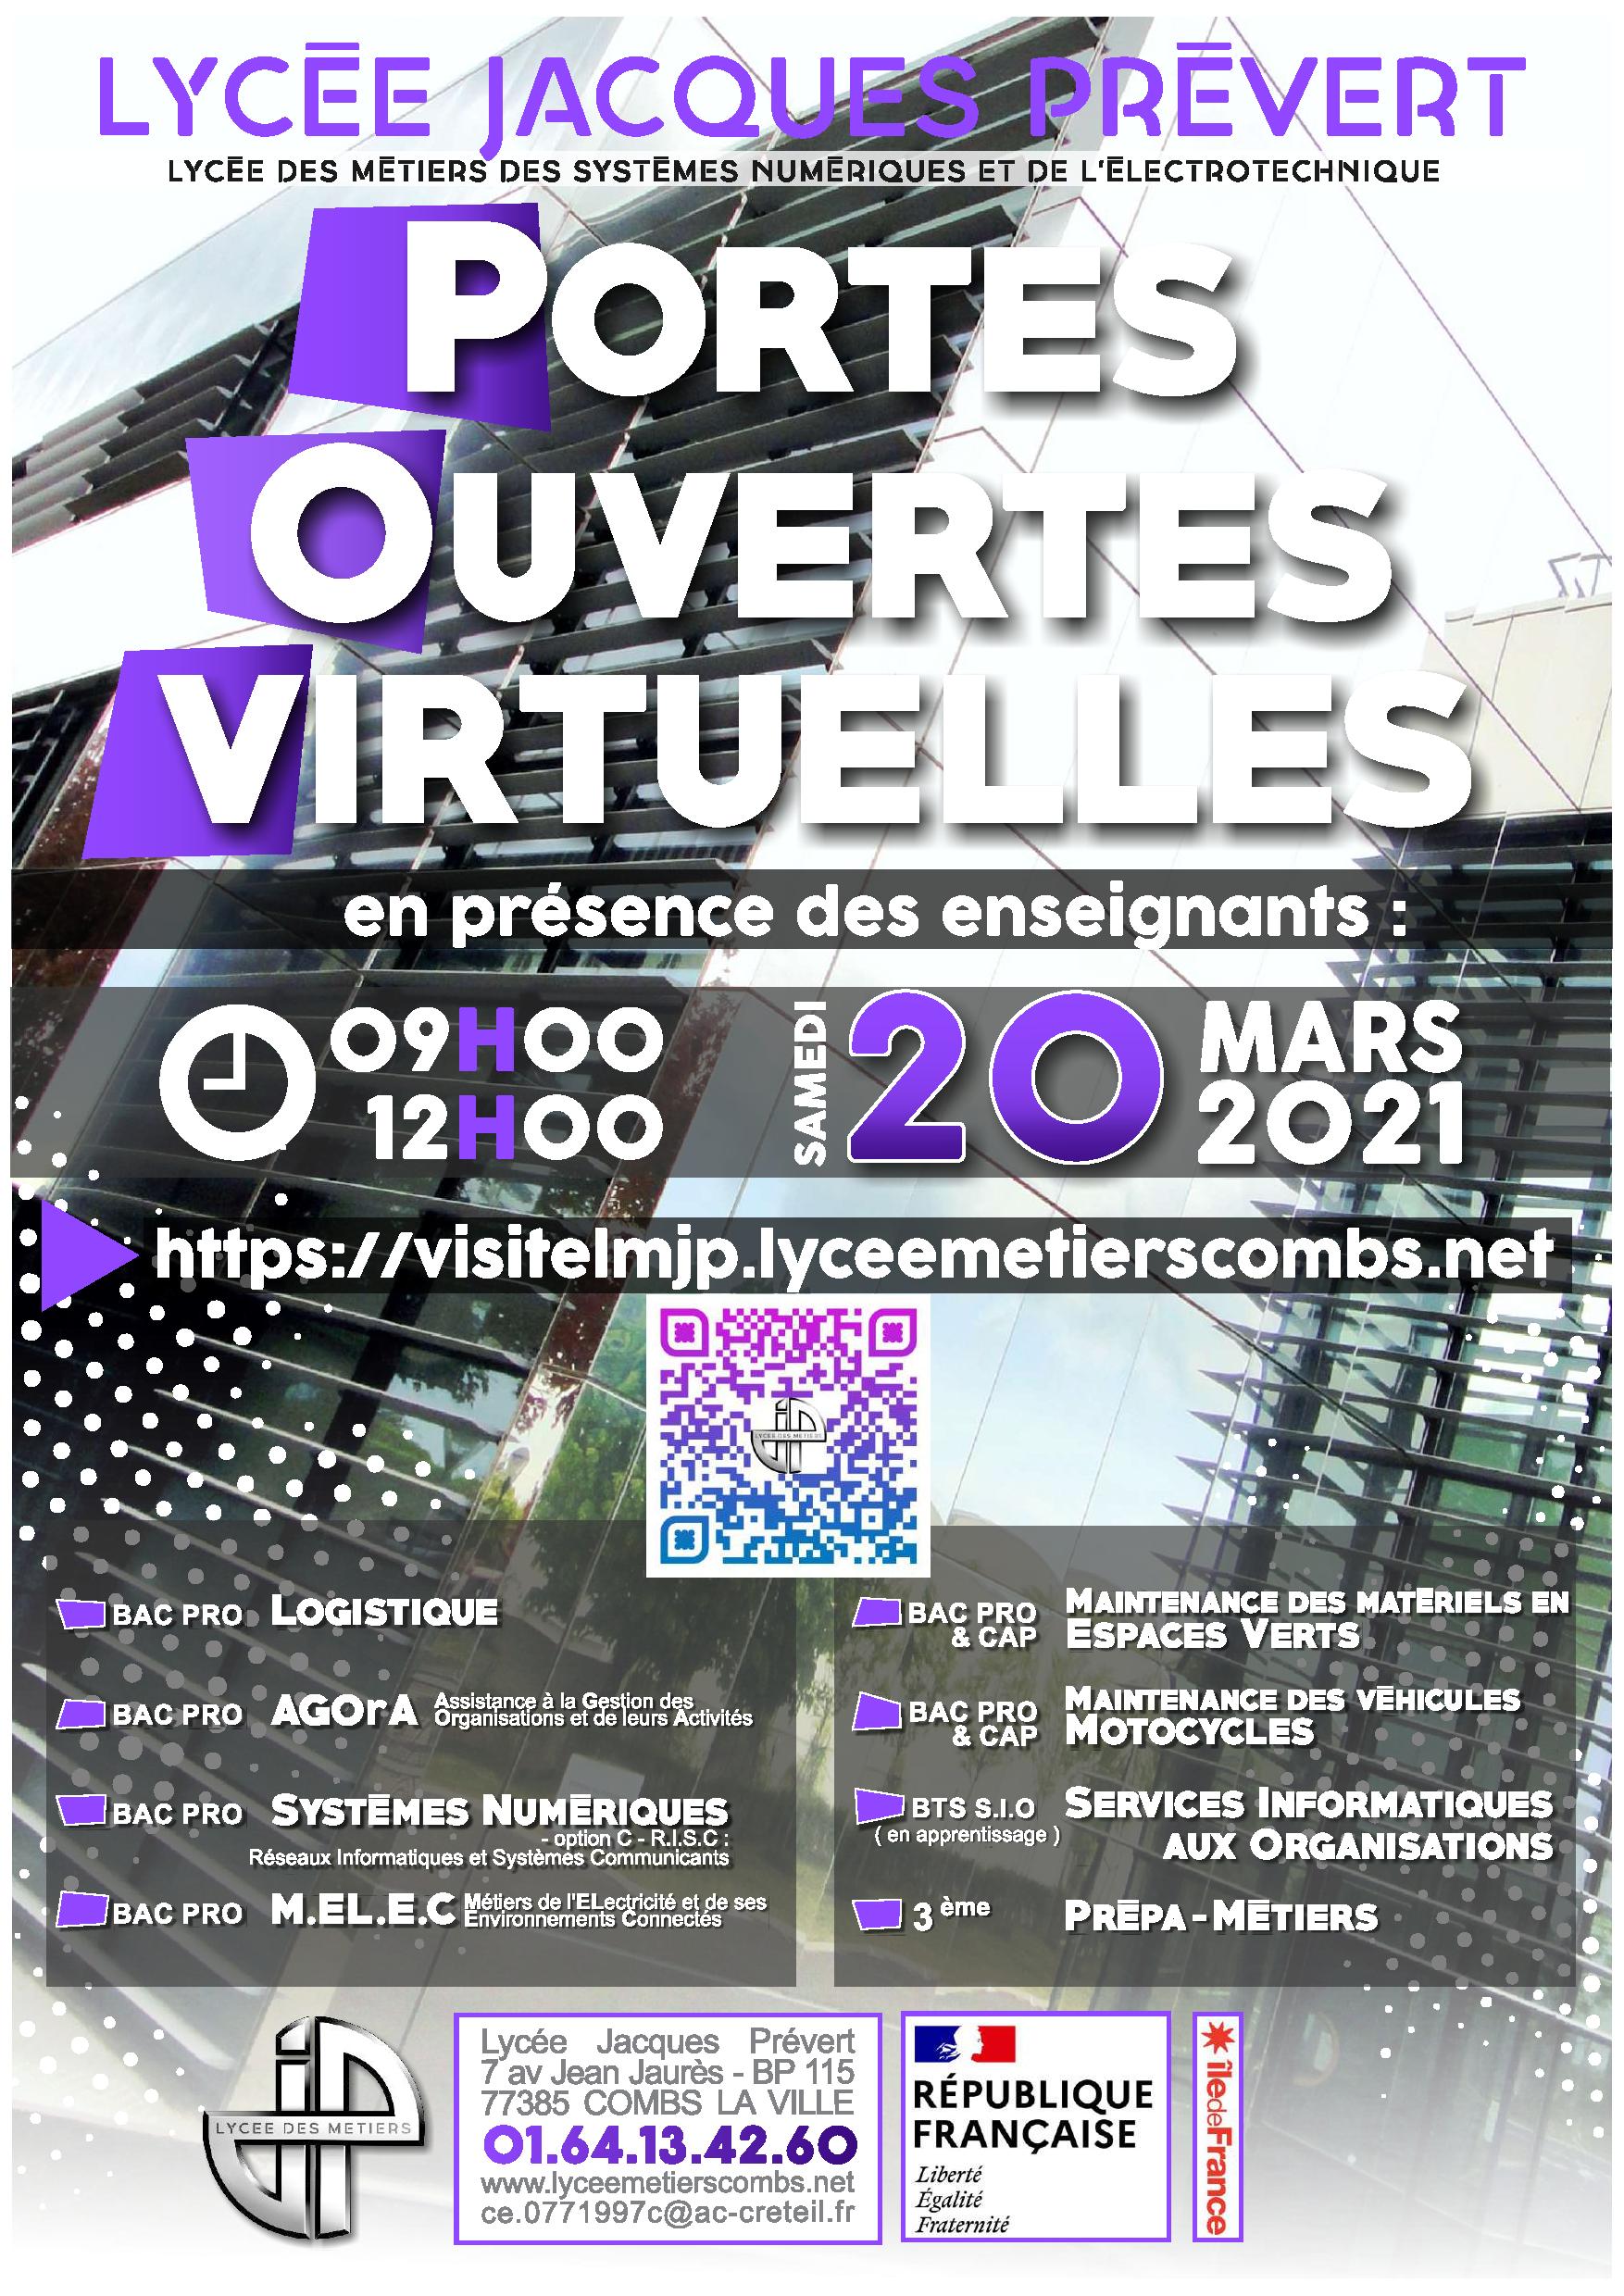 LYCÉE JACQUES PRÉVERT
LYCÉE DES MÉTIERS DES SYSTÈMES NUMÉRIQUES ET DE L'ÉLECTROTECHNIQUE
PORTES
OUVERTES
VIRTUELLES
en présence des enseignants :
09H00
12H00
SAMEDI
20
MARS
2021
https://visitelmjp.lyceemetierscombs.net
LYCEE DES METIERS
BAC PRO LOGISTIQUE
BAC PRO AGOrA Assistance à la Gestion des
Organisations et de leurs Activités
BAC PRO SYSTÈMES NUMÉRIQUES
- option C - R.I.S.C :
Réseaux Informatiques et Systèmes Communicants
BAC PRO M.EL.E.C Métiers de l'ELectricité et de ses
Environnements Connectés
BAC PRO MAINTENANCE DES MATÉRIELS EN
& CAP ESPACES VERTS
BAC PRO MAINTENANCE DES VÉHICULES
& CAP MOTOCYCLES
BTS S.I.O SERVICES INFORMATIQUES
( en apprentissage ) AUX ORGANISATIONS
3 ème PRÉPA - MÉTIERS
LYCEE DES METIERS
Lycée Jacques Prévert
7 av Jean Jaurès - BP 115
77385 COMBS LA VILLE
01.64.13.42.60
www.lyceemetierscombs.net
ce.0771997c@ac-creteil.fr
RÉPUBLIQUE
FRANÇAISE
Liberté
Égalité
Fraternité
îledeFrance